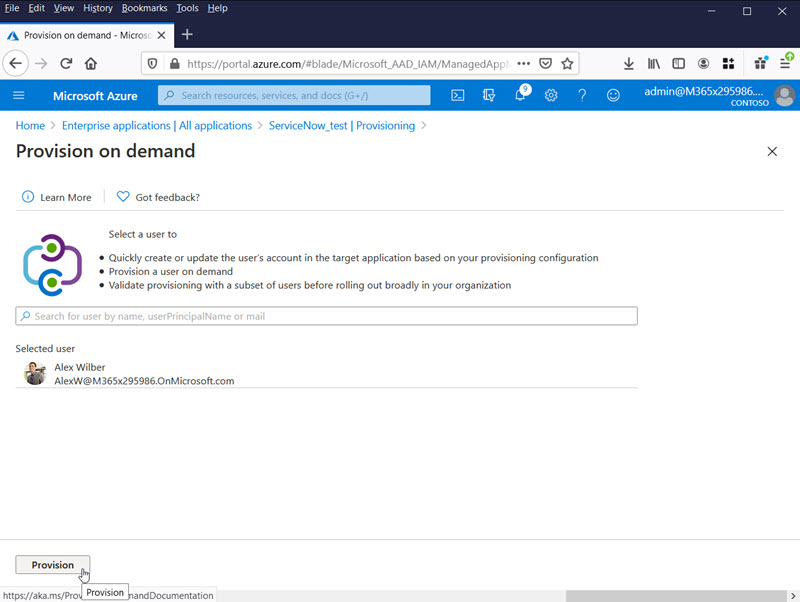 File Edit View History Bookmarks Tools Help
Provision on demand - Microso
https://portal.azure.com/#blade/Microsoft_AAD_IAM/ManagedAppM
Microsoft Azure
Search resources, services, and docs (G+/)
9
admin@M365x295986....
CONTOSO
Home > Enterprise applications | All applications > ServiceNow_test | Provisioning >
Provision on demand
Learn More
Got feedback?
Select a user to
• Quickly create or update the user's account in the target application based on your provisioning configuration
• Provision a user on demand
• Validate provisioning with a subset of users before rolling out broadly in your organization
Search for user by name, userPrincipalName or mail
Selected user
Alex Wilber
AlexW@M365x295986.OnMicrosoft.com
Provision
Provision
https://aka.ms/Prov mandDocumentation